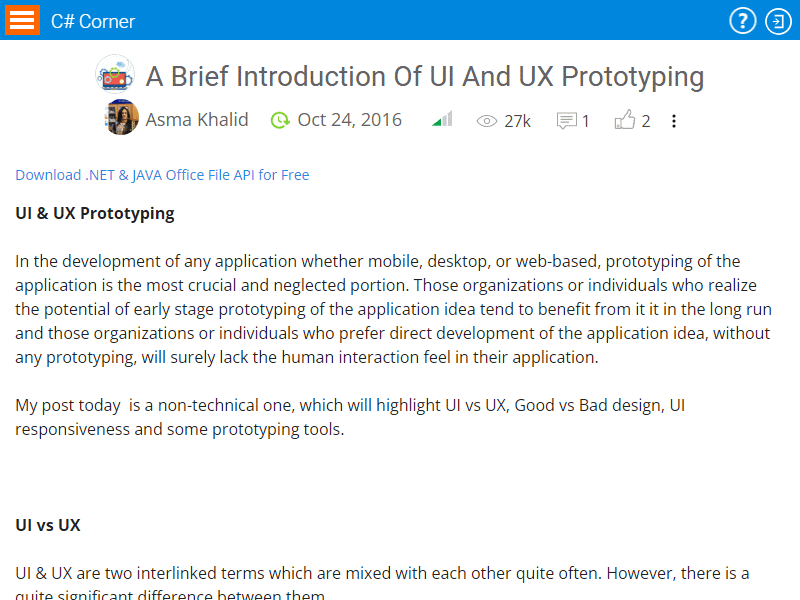 C# Corner
A Brief Introduction Of UI And UX Prototyping
Asma Khalid Oct 24, 2016 27k 1 2
Download .NET & JAVA Office File API for Free
UI & UX Prototyping
In the development of any application whether mobile, desktop, or web-based, prototyping of the
application is the most crucial and neglected portion. Those organizations or individuals who realize
the potential of early stage prototyping of the application idea tend to benefit from it it in the long run
and those organizations or individuals who prefer direct development of the application idea, without
any prototyping, will surely lack the human interaction feel in their application.
My post today  is a non-technical one, which will highlight UI vs UX, Good vs Bad design, UI
responsiveness and some prototyping tools.
UI vs UX
UI & UX are two interlinked terms which are mixed with each other quite often. However, there is a
quite significant difference between them.